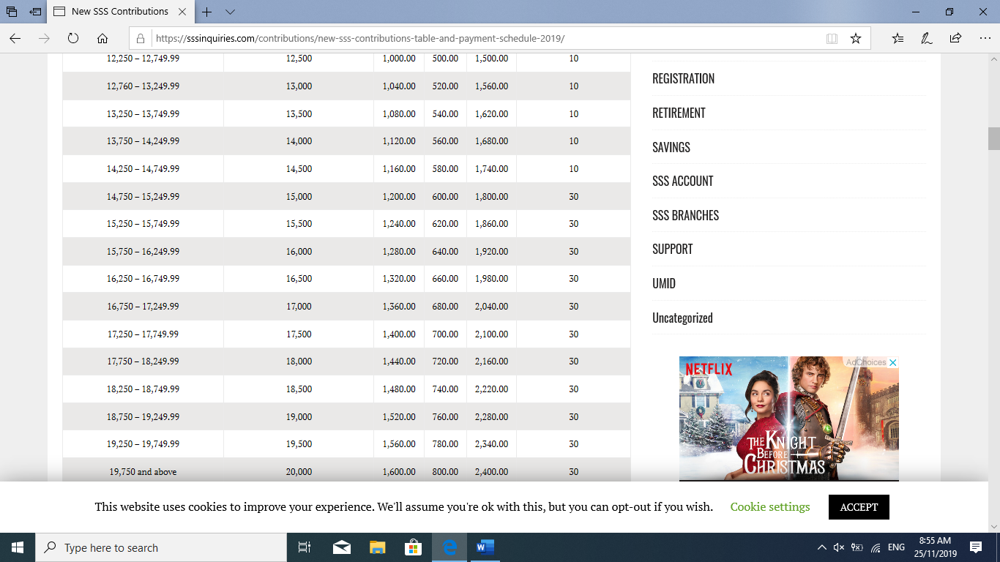 New SSS Contributions
https://sssinquiries.com/contributions/new-sss-contributions-table-and-payment-schedule-2019/
12,250 – 12,749.99 12,500 1,000.00 500.00 1,500.00 10
12,760 – 13,249.99 13,000 1,040.00 520.00 1,560.00 10
13,250 – 13,749.99 13,500 1,080.00 540.00 1,620.00 10
13,750 – 14,249.99 14,000 1,120.00 560.00 1,680.00 10
14,250 – 14,749.99 14,500 1,160.00 580.00 1,740.00 10
14,750 – 15,249.99 15,000 1,200.00 600.00 1,800.00 30
15,250 – 15,749.99 15,500 1,240.00 620.00 1,860.00 30
15,750 – 16,249.99 16,000 1,280.00 640.00 1,920.00 30
16,250 – 16,749.99 16,500 1,320.00 660.00 1,980.00 30
16,750 – 17,249.99 17,000 1,360.00 680.00 2,040.00 30
17,250 – 17,749.99 17,500 1,400.00 700.00 2,100.00 30
17,750 – 18,249.99 18,000 1,440.00 720.00 2,160.00 30
18,250 – 18,749.99 18,500 1,480.00 740.00 2,220.00 30
18,750 – 19,249.99 19,000 1,520.00 760.00 2,280.00 30
19,250 – 19,749.99 19,500 1,560.00 780.00 2,340.00 30
19,750 and above 20,000 1,600.00 800.00 2,400.00 30
REGISTRATION
RETIREMENT
SAVINGS
SSS ACCOUNT
SSS BRANCHES
SUPPORT
UMID
Uncategorized
AdChoices
NETFLIX
THE KNIGHT
BEFORE
CHRISTMAS
This website uses cookies to improve your experience. We'll assume you're ok with this, but you can opt-out if you wish. Cookie settings ACCEPT
Type here to search
ENG
8:55 AM
25/11/2019